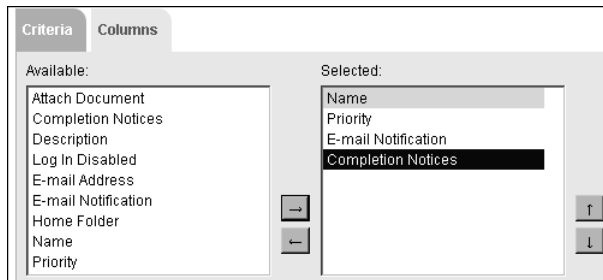 Criteria Columns
Available:
Attach Document
Completion Notices
Description
Log In Disabled
E-mail Address
E-mail Notification
Home Folder
Name
Priority
→
←
Selected:
Name
Priority
E-mail Notification
Completion Notices
↑
↓